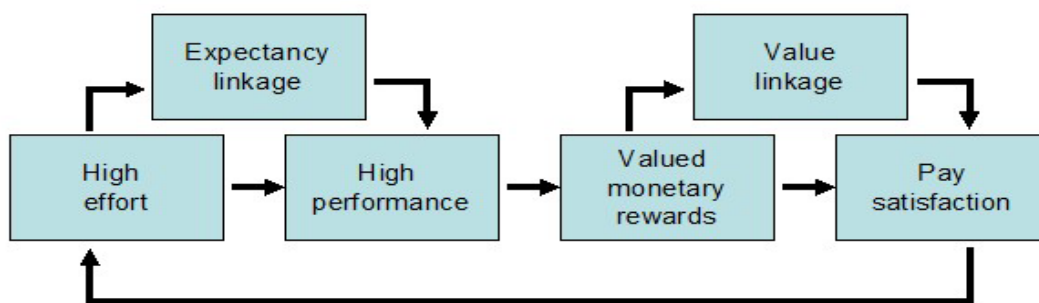 Expectancy
linkage
Value
linkage
High
effort
High
performance
Valued
monetary
rewards
Pay
satisfaction